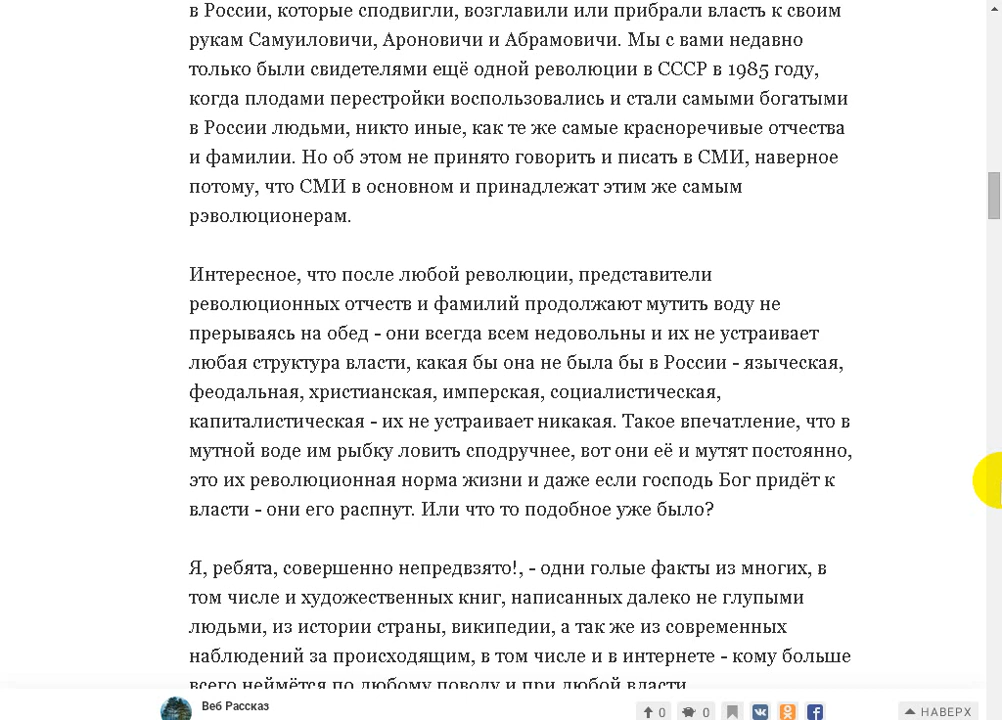 в России, которые сподвигли, возглавили или прибрали власть к своим
рукам Самуиловичи, Ароновичи и Абрамовичи. Мы с вами недавно
только были свидетелями ещё одной революции в СССР в 1985 году,
когда плодами перестройки воспользовались и стали самыми богатыми
в России людьми, никто иные, как те же самые красноречивые отчества
и фамилии. Но об этом не принято говорить и писать в СМИ, наверное
потому, что СМИ в основном и принадлежат этим же самым
рэволюционерам.
Интересное, что после любой революции, представители
революционных отчеств и фамилий продолжают мутить воду не
прерываясь на обед - они всегда всем недовольны и их не устраивает
любая структура власти, какая бы она не была бы в России - языческая,
феодальная, христианская, имперская, социалистическая,
капиталистическая - их не устраивает никакая. Такое впечатление, что в
мутной воде им рыбку ловить сподручнее, вот они её и мутят постоянно,
это их революционная норма жизни и даже если господь Бог придёт к
власти - они его распнут. Или что то подобное уже было?
Я, ребята, совершенно непредвзято!, - одни голые факты из многих, в
том числе и художественных книг, написанных далеко не глупыми
людьми, из истории страны, википедии, а так же из современных
наблюдений за происходящим, в том числе и в интернете - кому больше
всего неймётся по любому поводу и при любой власти
Веб Рассказ
0 0 НАВЕРХ